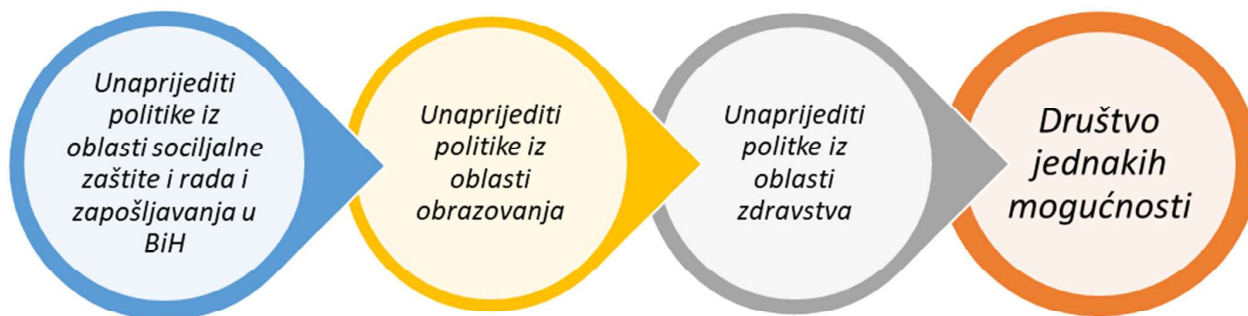 Unaprijediti
politike iz
oblasti sociljalne
zaštite i rada i
zapošljavanja u
BiH
Unaprijediti
politike iz
oblasti
obrazovanja
Unaprijediti
politke iz
oblasti
zdravstva
Društvo
jednakih
mogućnosti